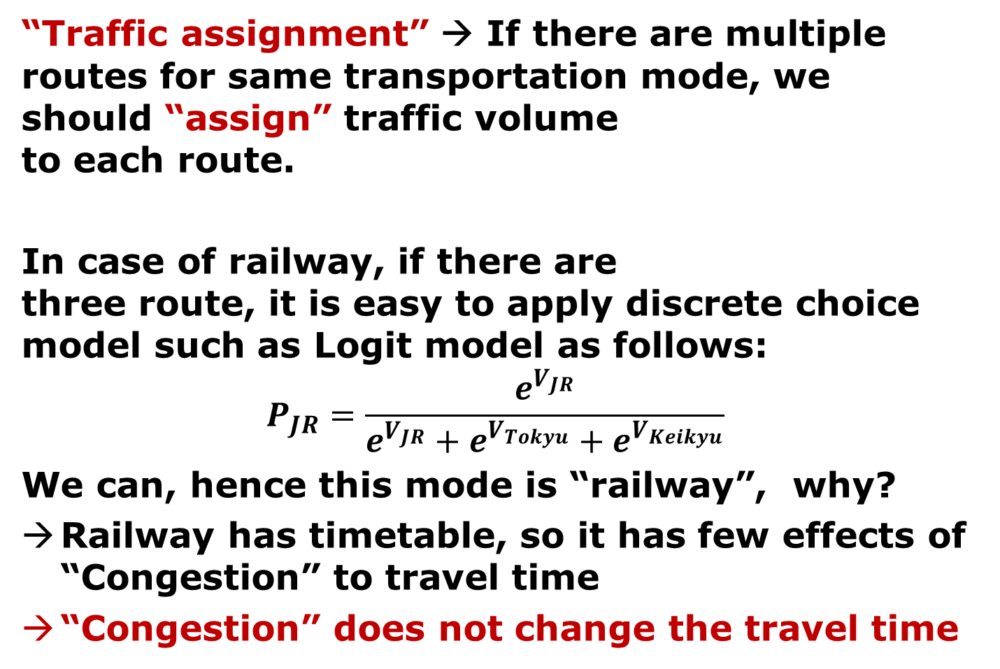 “Traffic assignment” → If there are multiple
routes for same transportation mode, we
should “assign” traffic volume
to each route.
In case of railway, if there are
three route, it is easy to apply discrete choice
model such as Logit model as follows:
$P_{JR} = \frac{e^{V_{JR}}}{e^{V_{JR}} + e^{V_{Tokyu}} + e^{V_{Keikyu}}}$
We can, hence this mode is “railway”, why?
→ Railway has timetable, so it has few effects of
“Congestion” to travel time
→ “Congestion” does not change the travel time